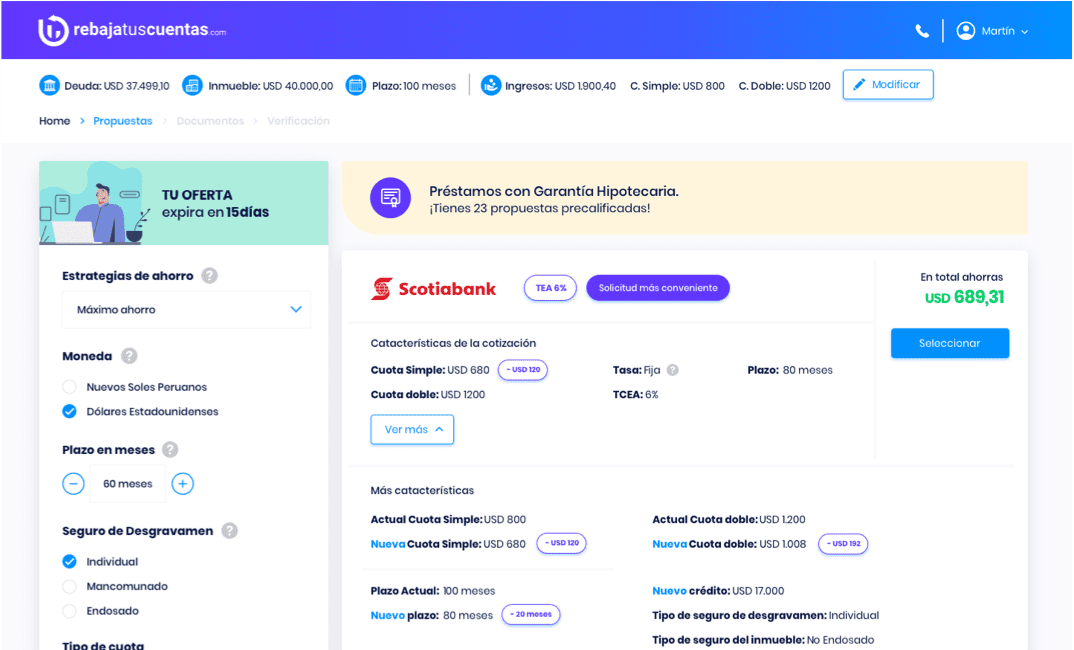 rebajatuscuentas.com
Martín
Deuda: USD 37.499,10 Inmueble: USD 40.000,00 Plazo: 100 meses Ingresos: USD 1.900,40 C. Simple: USD 800 C. Doble: USD 1200 Modificar
Home > Propuestas > Documentos > Verificación
TU OFERTA
expira en 15días
Estrategias de ahorro ?
Máximo ahorro
Moneda ?
Nuevos Soles Peruanos
Dólares Estadounidenses
Plazo en meses ?
60 meses
Seguro de Desgravamen ?
Individual
Mancomunado
Endosado
Tipo de cuota
Préstamos con Garantía Hipotecaria.
¡Tienes 23 propuestas precalificadas!
Scotiabank TEA 6% Solicitud más conveniente
En total ahorras
USD 689,31
Seleccionar
Catacterísticas de la cotización
Cuota Simple: USD 680 - USD 120 Tasa: Fija ? Plazo: 80 meses
Cuota doble: USD 1200 TCEA: 6%
Ver más
Más catacterísticas
Actual Cuota Simple: USD 800 Actual Cuota doble: USD 1.200
Nueva Cuota Simple: USD 680 - USD 120 Nueva Cuota doble: USD 1.008 - USD 192
Plazo Actual: 100 meses Nuevo crédito: USD 17.000
Nuevo plazo: 80 meses - 20 meses Tipo de seguro de desgravamen: Individual
Tipo de seguro del inmueble: No Endosado